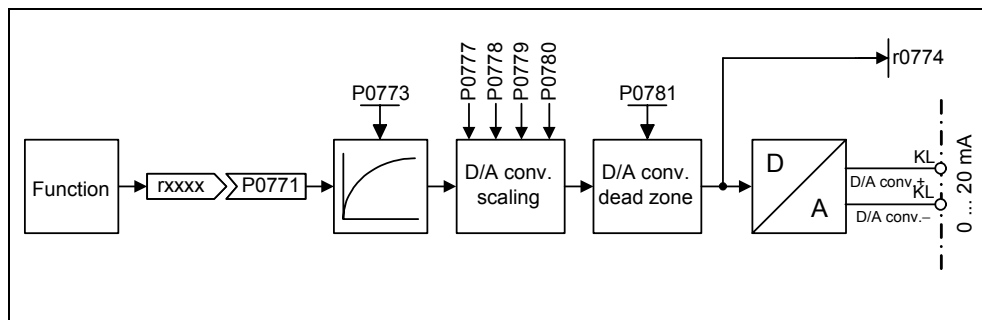 P0777
P0778
P0779
P0780
r0774
P0773
P0781
Function
rxxxx
P0771
D/A conv.
scaling
D/A conv.
dead zone
D
A
KL
D/A conv.+
KL
D/A conv.–
0 ... 20 mA